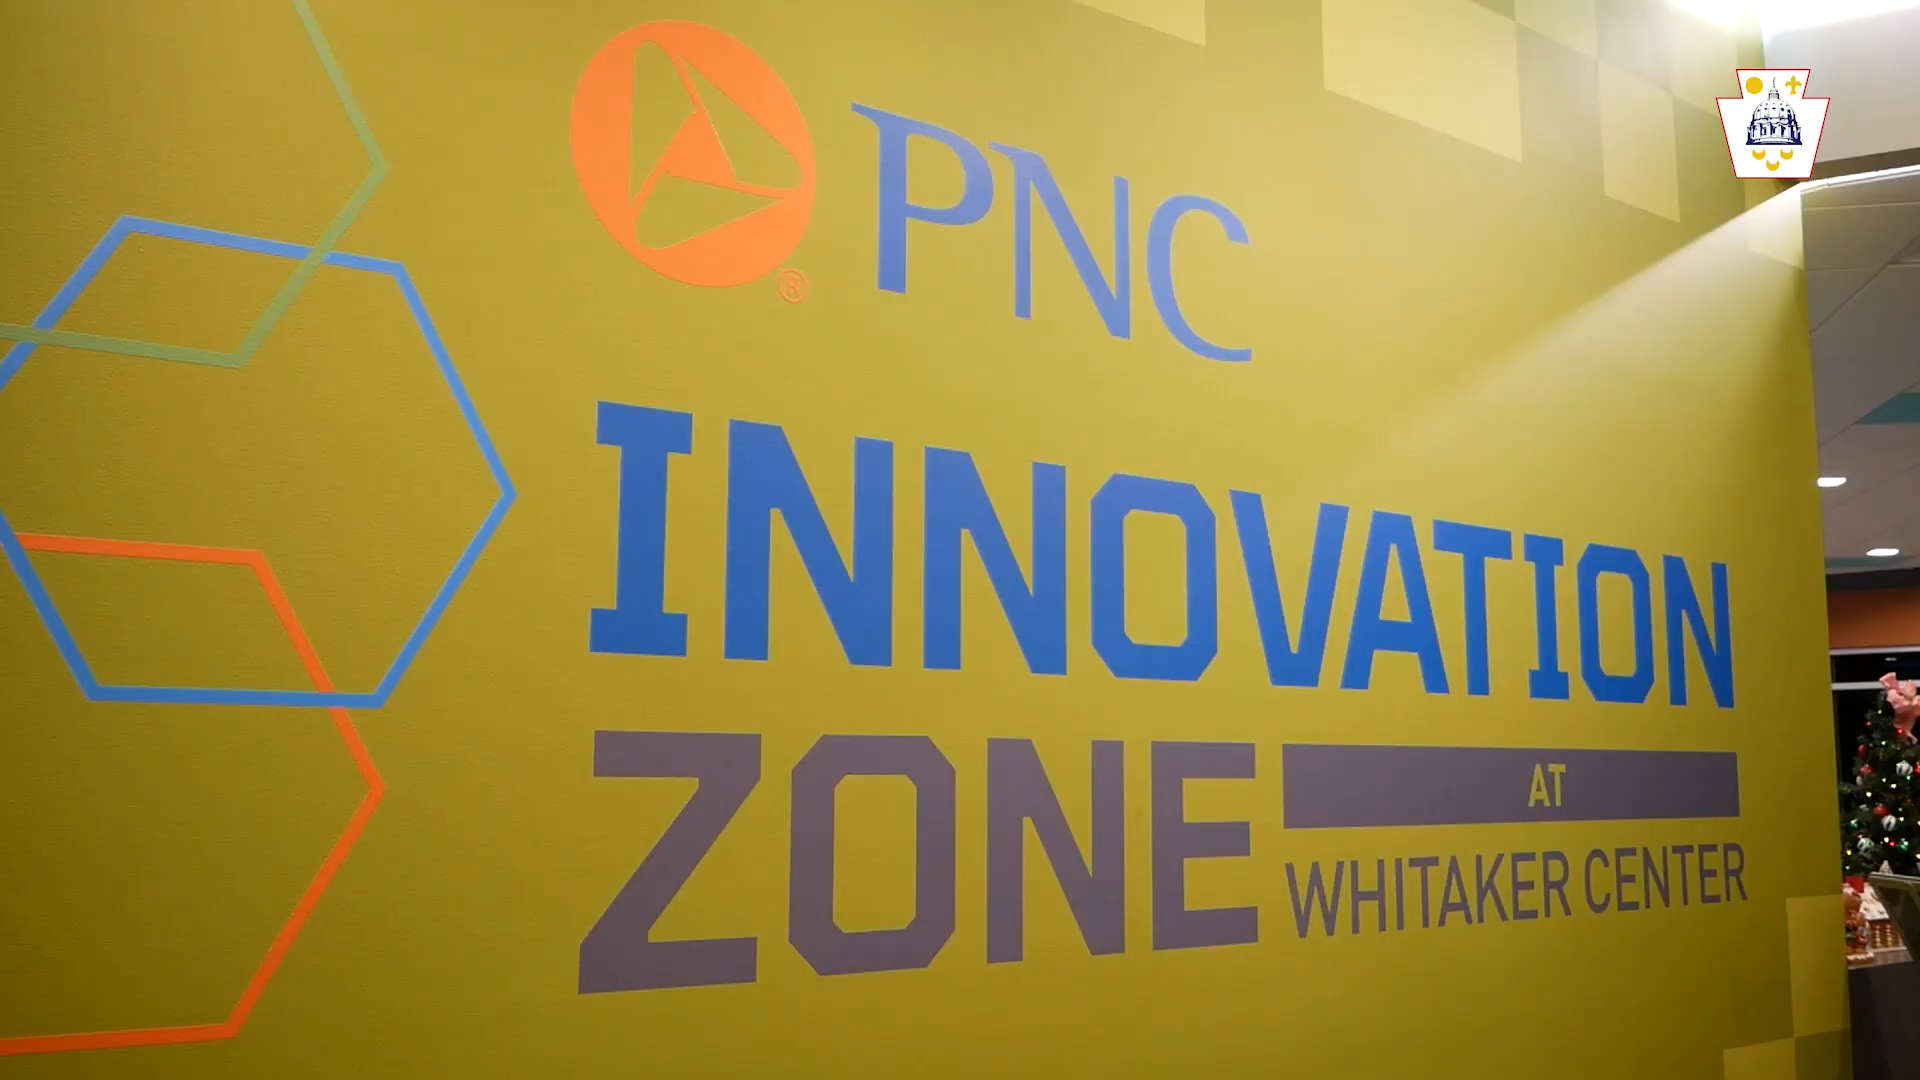 PNC
®
INNOVATION
ZONE
AT
WHITAKER CENTER